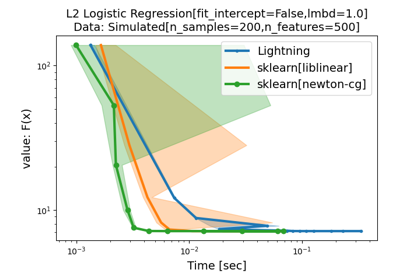 L2 Logistic Regression[fit_intercept=False,lmbd=1.0]
Data: Simulated[n_samples=200,n_features=500]
Lightning
sklearn[liblinear]
sklearn[newton-cg]
value: F(x)
10²
10¹
10⁻³
10⁻²
10⁻¹
Time [sec]